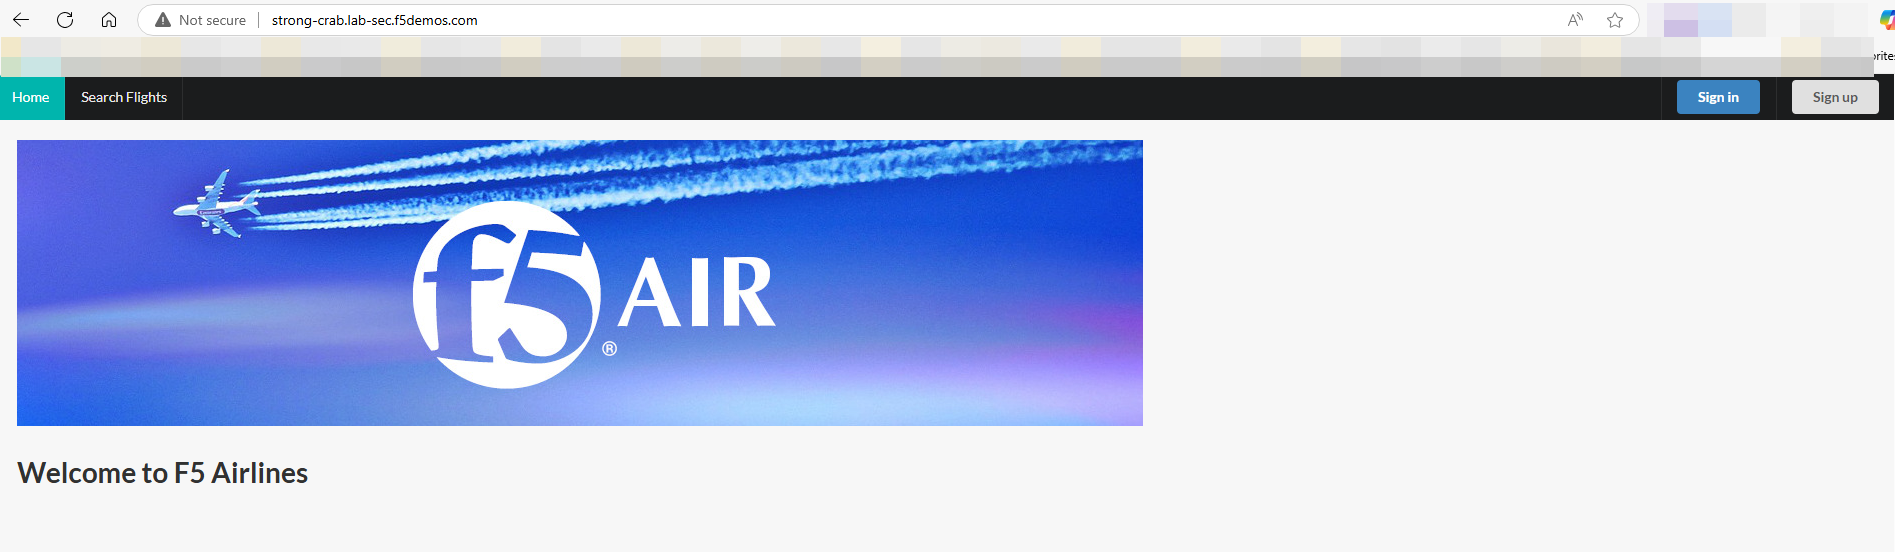 Not secure strong-crab.lab-sec.f5demos.com
Home Search Flights Sign in Sign up
f5 AIR
®
Welcome to F5 Airlines